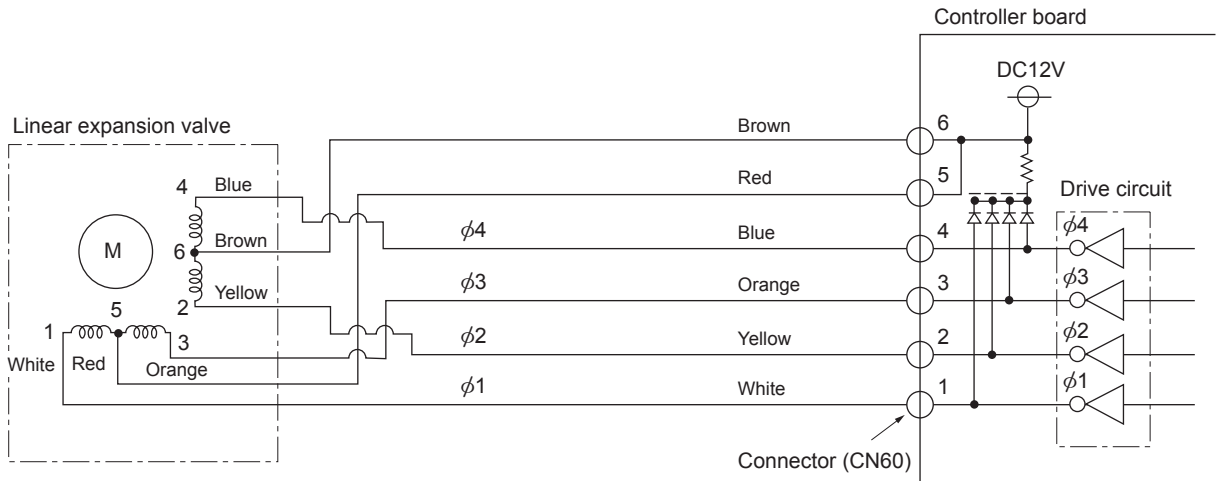 Controller board
DC12V
Linear expansion valve
Brown 6
Red 5
Drive circuit
4 Blue
ϕ4 Blue 4 ϕ4
M 6 Brown
ϕ3 Orange 3 ϕ3
2 Yellow
1 5 3
ϕ2 Yellow 2 ϕ2
White Red Orange
ϕ1 White 1 ϕ1
Connector (CN60)